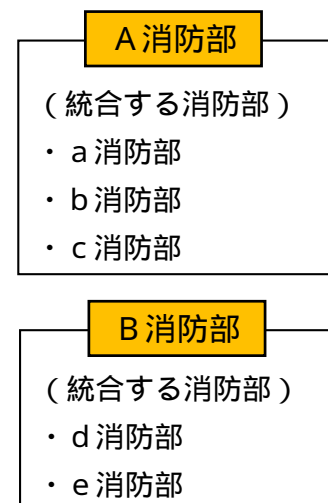 Ａ消防部
（統合する消防部）
・ａ消防部
・ｂ消防部
・ｃ消防部
Ｂ消防部
（統合する消防部）
・ｄ消防部
・ｅ消防部